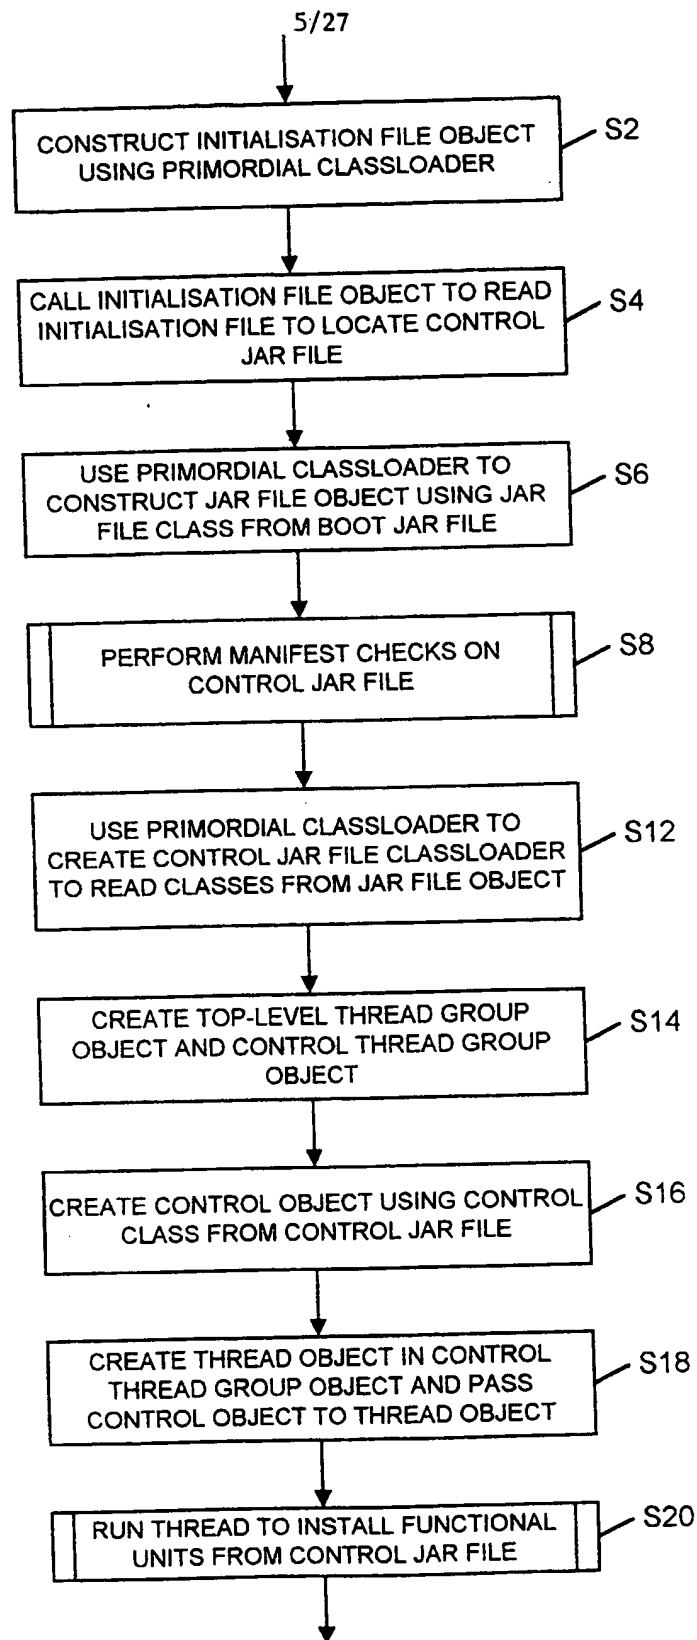 5/27
CONSTRUCT INITIALISATION FILE OBJECT
USING PRIMORDIAL CLASSLOADER
S2
CALL INITIALISATION FILE OBJECT TO READ
INITIALISATION FILE TO LOCATE CONTROL
JAR FILE
S4
USE PRIMORDIAL CLASSLOADER TO
CONSTRUCT JAR FILE OBJECT USING JAR
FILE CLASS FROM BOOT JAR FILE
S6
PERFORM MANIFEST CHECKS ON
CONTROL JAR FILE
S8
USE PRIMORDIAL CLASSLOADER TO
CREATE CONTROL JAR FILE CLASSLOADER
TO READ CLASSES FROM JAR FILE OBJECT
S12
CREATE TOP-LEVEL THREAD GROUP
OBJECT AND CONTROL THREAD GROUP
OBJECT
S14
CREATE CONTROL OBJECT USING CONTROL
CLASS FROM CONTROL JAR FILE
S16
CREATE THREAD OBJECT IN CONTROL
THREAD GROUP OBJECT AND PASS
CONTROL OBJECT TO THREAD OBJECT
S18
RUN THREAD TO INSTALL FUNCTIONAL
UNITS FROM CONTROL JAR FILE
S20